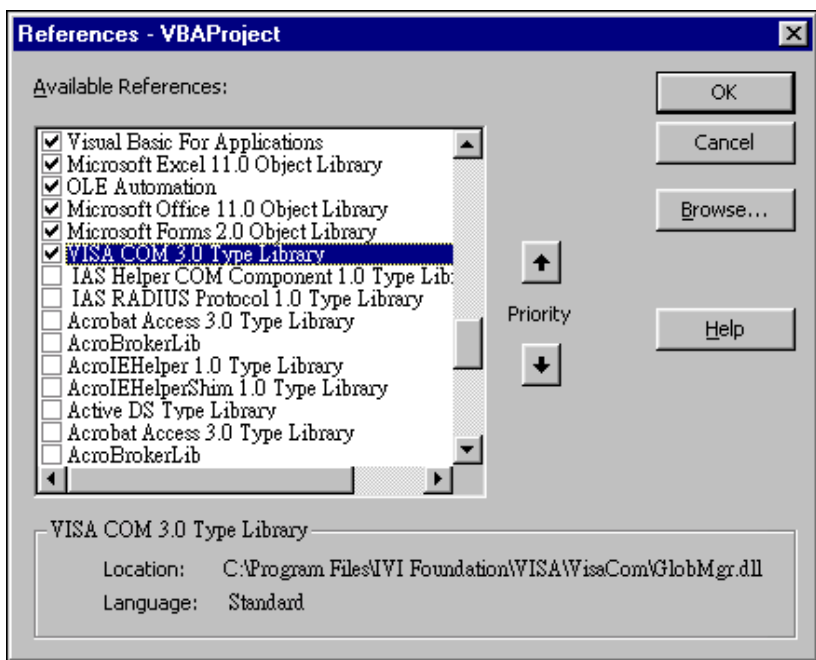 References - VBAProject
Available References:
OK
Cancel
Browse...
Help
Visual Basic For Applications
Microsoft Excel 11.0 Object Library
OLE Automation
Microsoft Office 11.0 Object Library
Microsoft Forms 2.0 Object Library
VISA COM 3.0 Type Library
IAS Helper COM Component 1.0 Type Lib
IAS RADIUS Protocol 1.0 Type Library
Acrobat Access 3.0 Type Library
AcroBrokerLib
AcroIEHelper 1.0 Type Library
AcroIEHelperShim 1.0 Type Library
Active DS Type Library
Acrobat Access 3.0 Type Library
AcroBrokerLib
Priority
VISA COM 3.0 Type Library
Location: C:\Program Files\IVI Foundation\VISA\VisaCom\GlobMgr.dll
Language: Standard